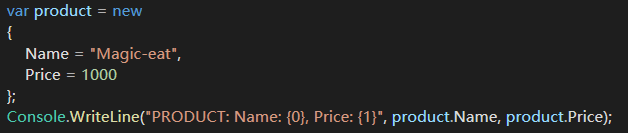 var product = new
{
    Name = "Magic-eat",
    Price = 1000
};
Console.WriteLine("PRODUCT: Name: {0}, Price: {1}", product.Name, product.Price);